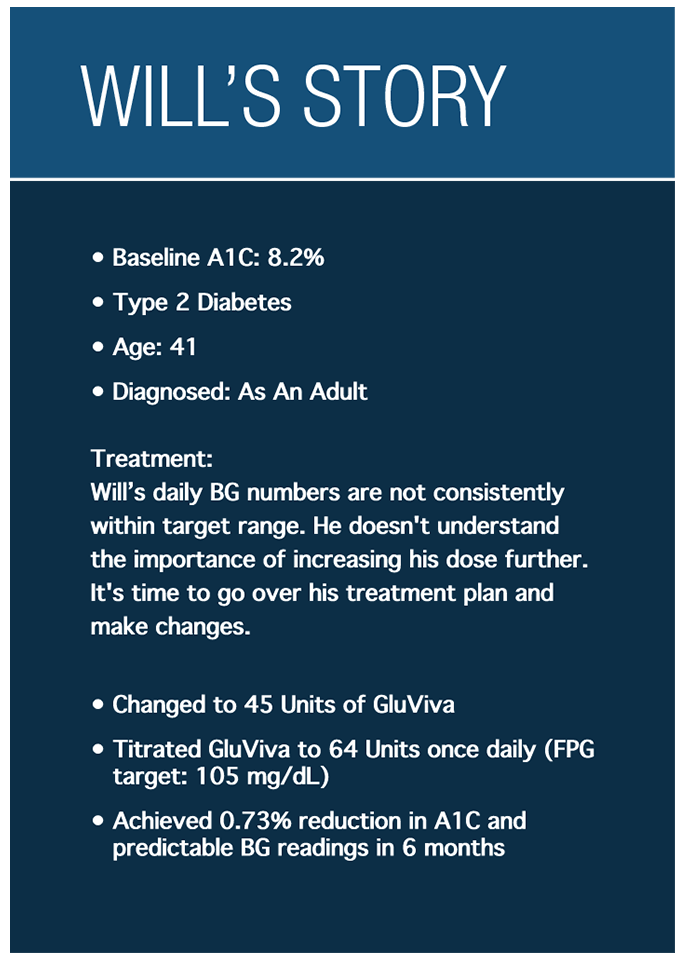 WILL’S STORY
• Baseline A1C: 8.2%
• Type 2 Diabetes
• Age: 41
• Diagnosed: As An Adult
Treatment:
Will’s daily BG numbers are not consistently
within target range. He doesn't understand
the importance of increasing his dose further.
It's time to go over his treatment plan and
make changes.
• Changed to 45 Units of GluViva
• Titrated GluViva to 64 Units once daily (FPG
target: 105 mg/dL)
• Achieved 0.73% reduction in A1C and
predictable BG readings in 6 months